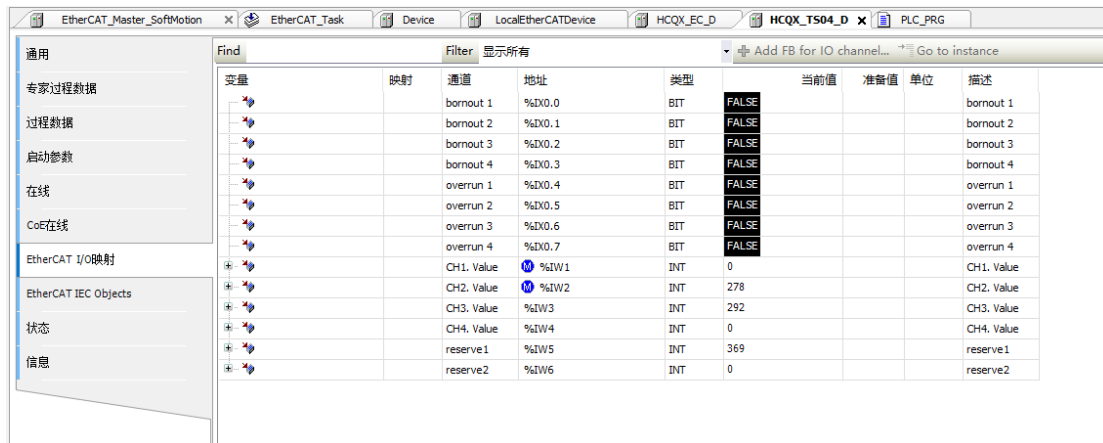 EtherCAT_Master_SoftMotion EtherCAT_Task Device LocalEtherCATDevice HCQX_EC_D HCQX_TS04_D PLC_PRG
通用
专家过程数据
过程数据
启动参数
在线
CoE在线
EtherCAT I/O映射
EtherCAT IEC Objects
状态
信息
Find Filter 显示所有 Add FB for IO channel... Go to instance
变量 映射 通道 地址 类型 当前值 准备值 单位 描述
bornout 1 %IX0.0 BIT FALSE bornout 1
bornout 2 %IX0.1 BIT FALSE bornout 2
bornout 3 %IX0.2 BIT FALSE bornout 3
bornout 4 %IX0.3 BIT FALSE bornout 4
overrun 1 %IX0.4 BIT FALSE overrun 1
overrun 2 %IX0.5 BIT FALSE overrun 2
overrun 3 %IX0.6 BIT FALSE overrun 3
overrun 4 %IX0.7 BIT FALSE overrun 4
CH1. Value M %IW1 INT 0 CH1. Value
CH2. Value M %IW2 INT 278 CH2. Value
CH3. Value %IW3 INT 292 CH3. Value
CH4. Value %IW4 INT 0 CH4. Value
reserve1 %IW5 INT 369 reserve1
reserve2 %IW6 INT 0 reserve2